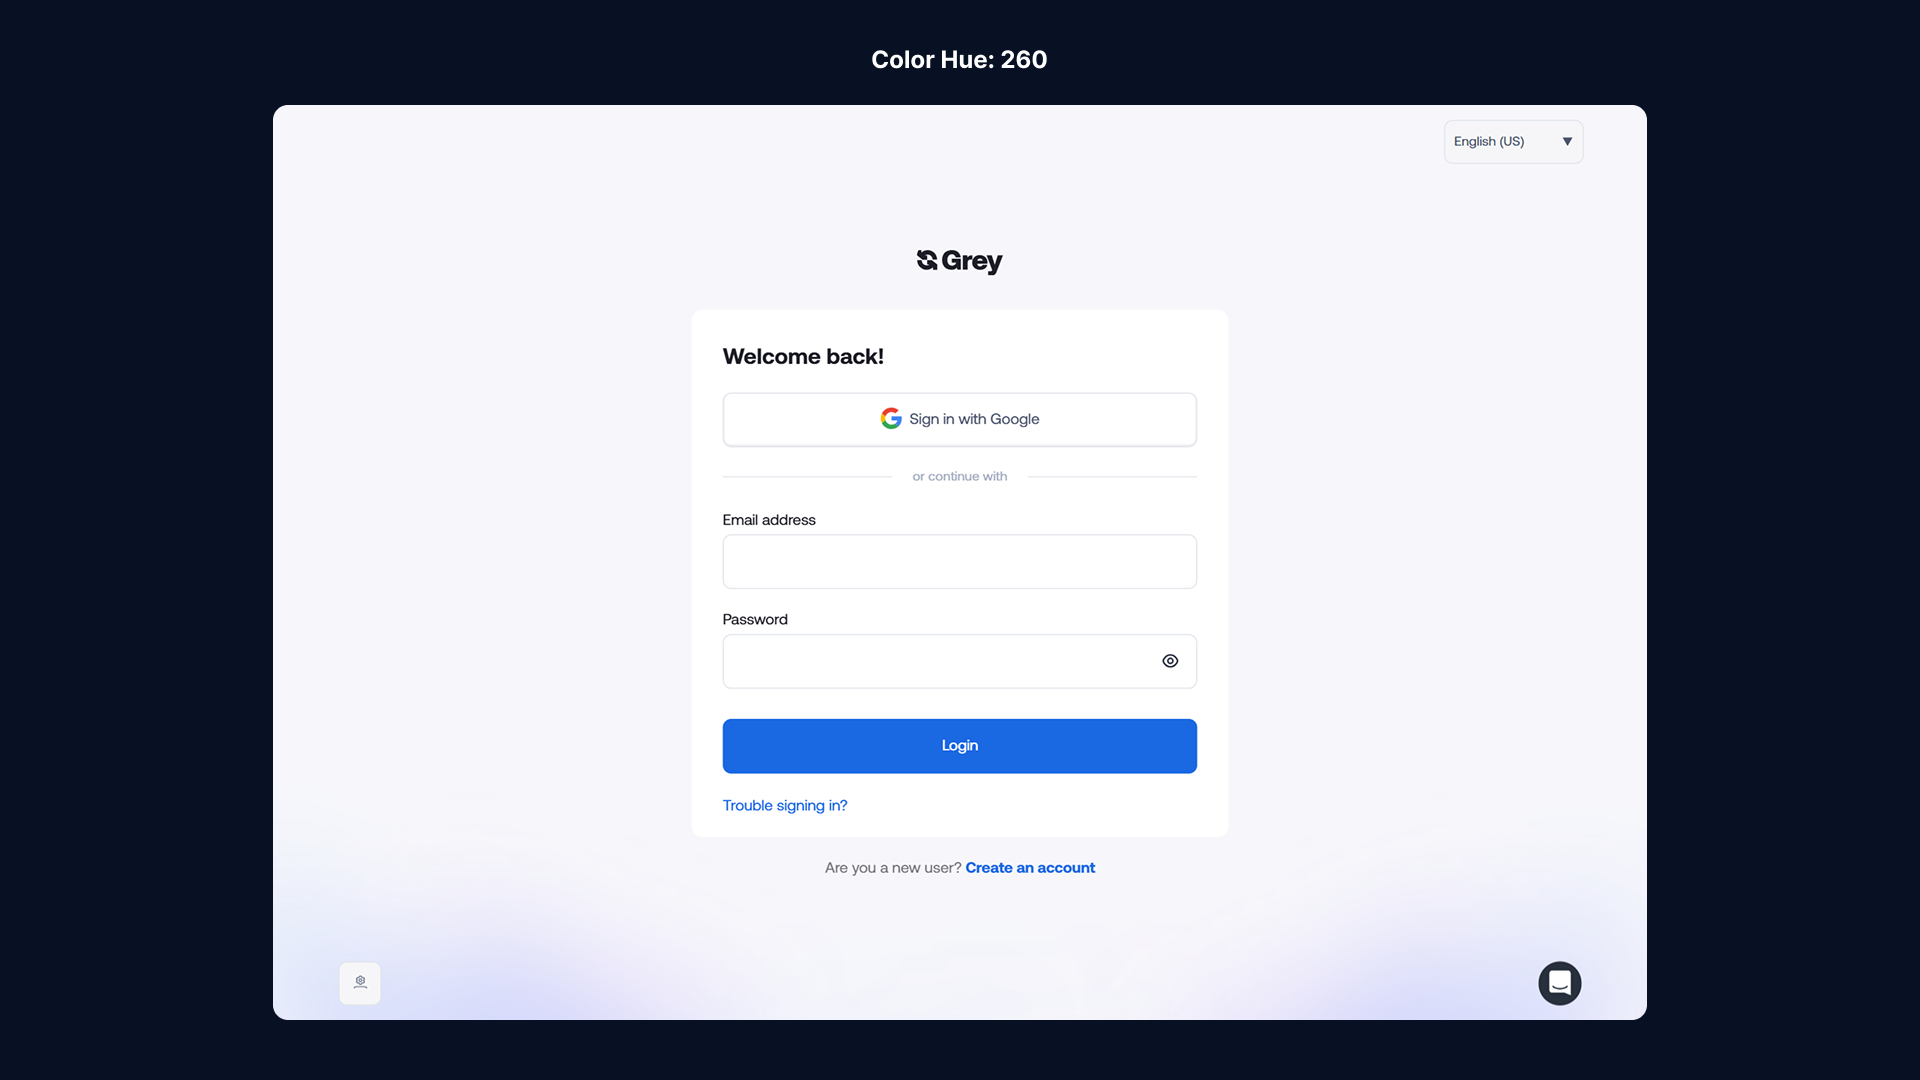 Color Hue: 260
English (US)
Grey
Welcome back!
Sign in with Google
or continue with
Email address
Password
Login
Trouble signing in?
Are you a new user? Create an account